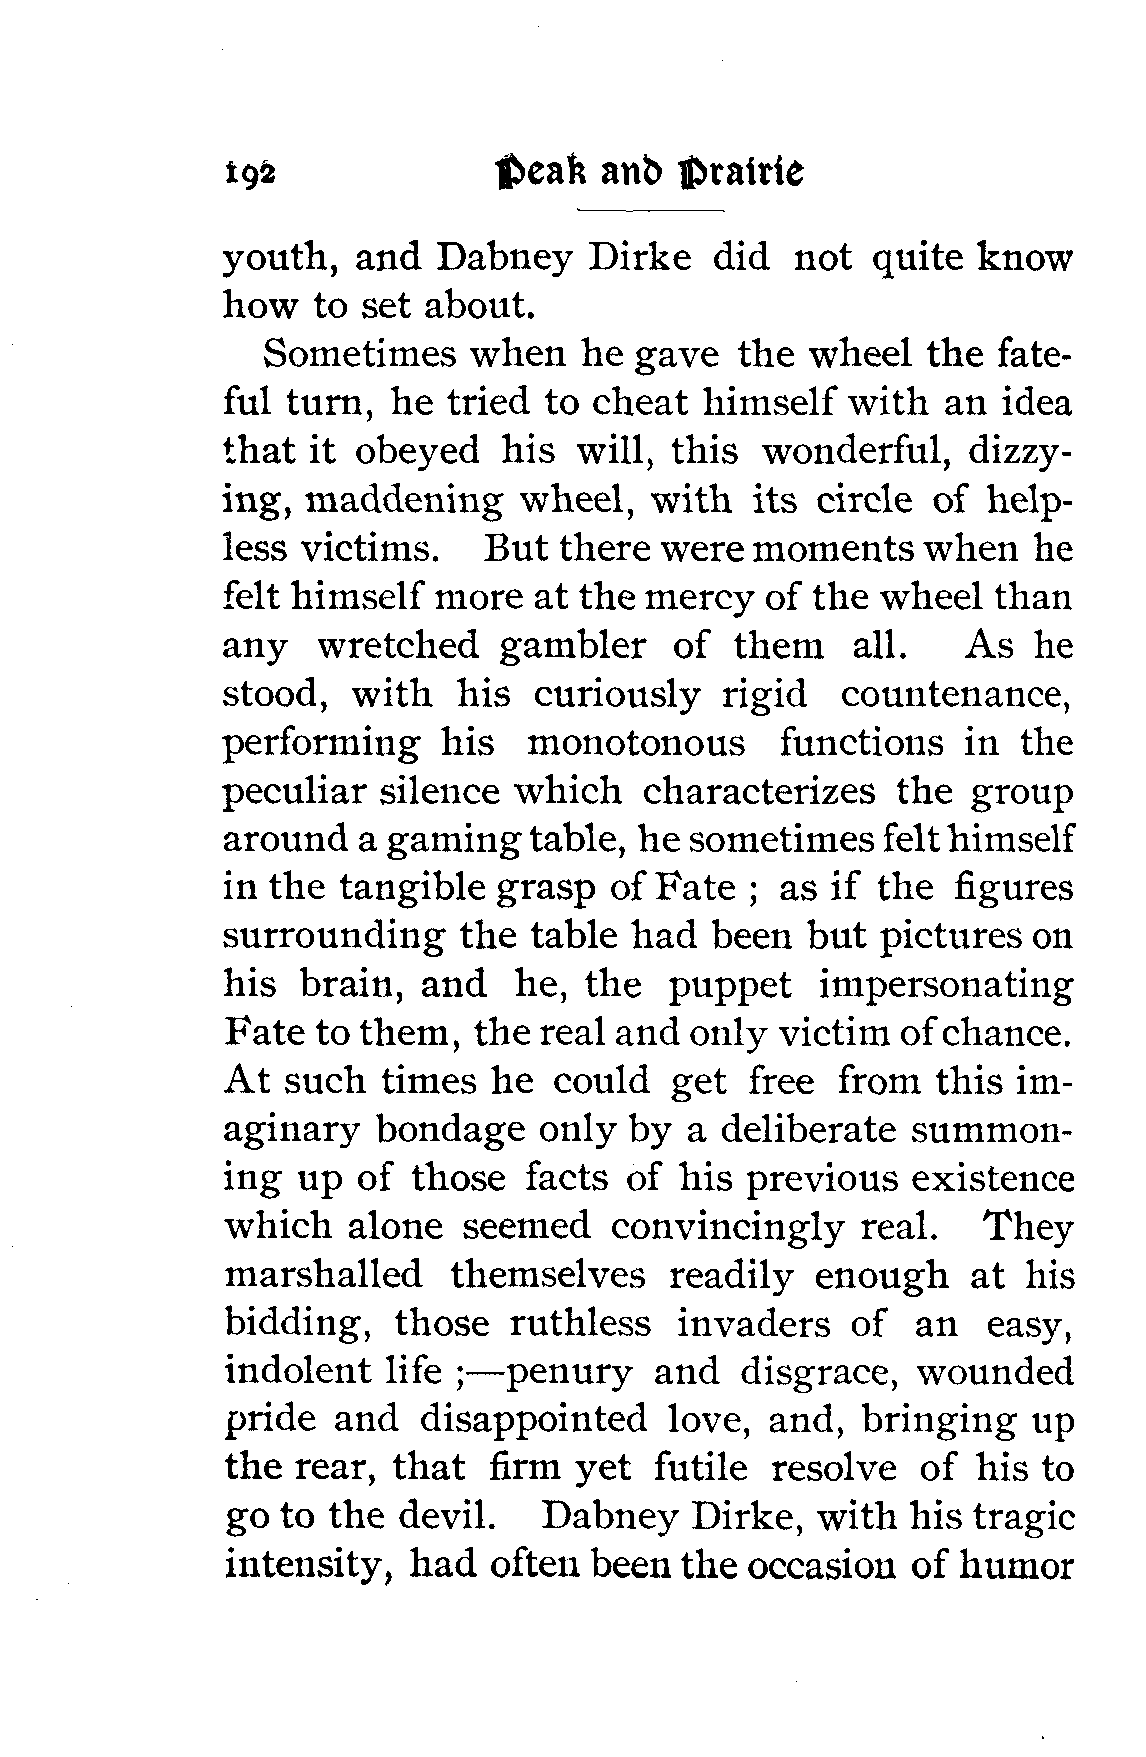 192 Peak and Prairie
youth, and Dabney Dirke did not quite know
how to set about.
Sometimes when he gave the wheel the fate-
ful turn, he tried to cheat himself with an idea
that it obeyed his will, this wonderful, dizzy-
ing, maddening wheel, with its circle of help-
less victims. But there were moments when he
felt himself more at the mercy of the wheel than
any wretched gambler of them all. As he
stood, with his curiously rigid countenance,
performing his monotonous functions in the
peculiar silence which characterizes the group
around a gaming table, he sometimes felt himself
in the tangible grasp of Fate ; as if the figures
surrounding the table had been but pictures on
his brain, and he, the puppet impersonating
Fate to them, the real and only victim of chance.
At such times he could get free from this im-
aginary bondage only by a deliberate summon-
ing up of those facts of his previous existence
which alone seemed convincingly real. They
marshalled themselves readily enough at his
bidding, those ruthless invaders of an easy,
indolent life ;—penury and disgrace, wounded
pride and disappointed love, and, bringing up
the rear, that firm yet futile resolve of his to
go to the devil. Dabney Dirke, with his tragic
intensity, had often been the occasion of humor